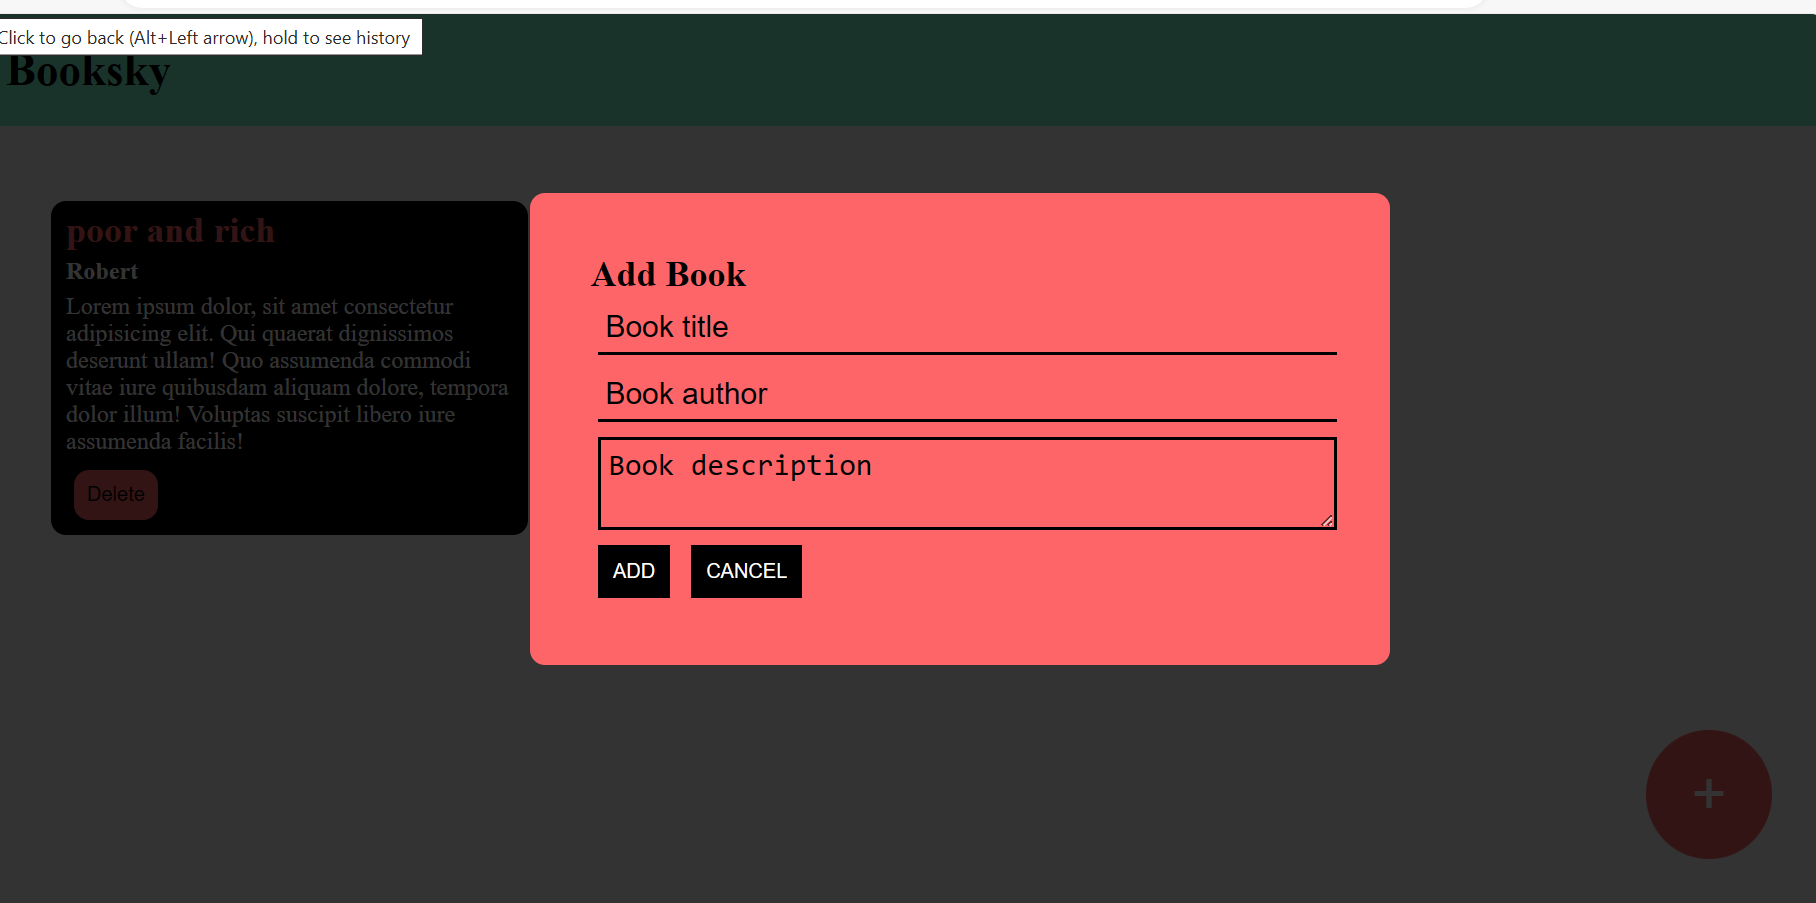 Click to go back (Alt+Left arrow), hold to see history
Booksky
poor and rich
Robert
Lorem ipsum dolor, sit amet consectetur
adipisicing elit. Qui quaerat dignissimos
deserunt ullam! Quo assumenda commodi
vitae iure quibusdam aliquam dolore, tempora
dolor illum! Voluptas suscipit libero iure
assumenda facilis!
Delete
Add Book
Book title
Book author
Book description
ADD CANCEL
+